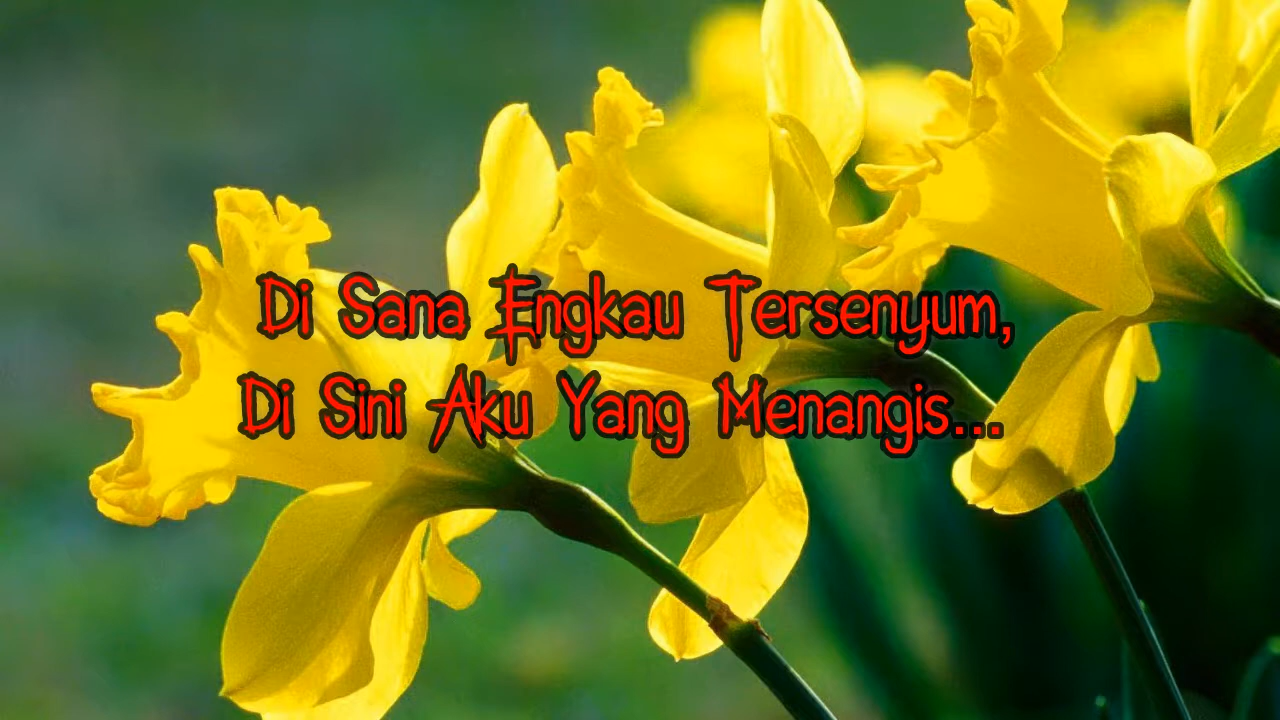 Di Sana Engkau Tersenyum,
Di Sini Aku Yang Menangis...